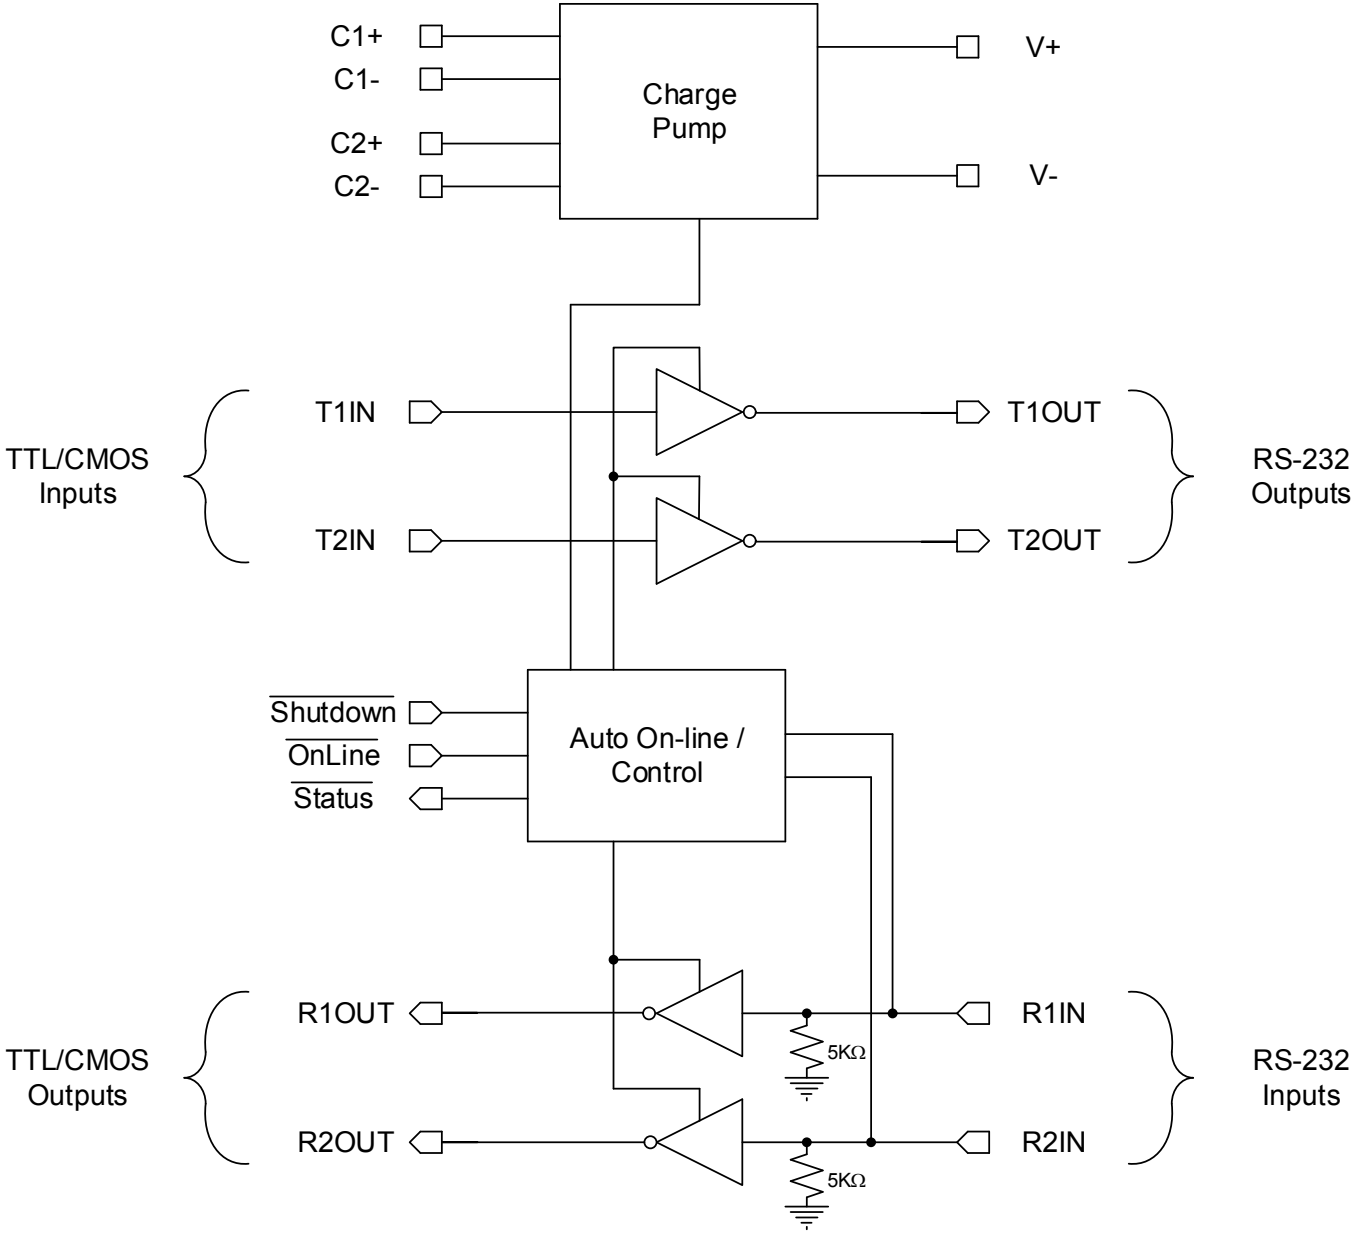 C1+
C1-
C2+
C2-
Charge
Pump
V+
V-
TTL/CMOS
Inputs
T1IN
T2IN
T1OUT
T2OUT
RS-232
Outputs
Shutdown
OnLine
Status
Auto On-line /
Control
TTL/CMOS
Outputs
R1OUT
R2OUT
5KΩ
5KΩ
R1IN
R2IN
RS-232
Inputs